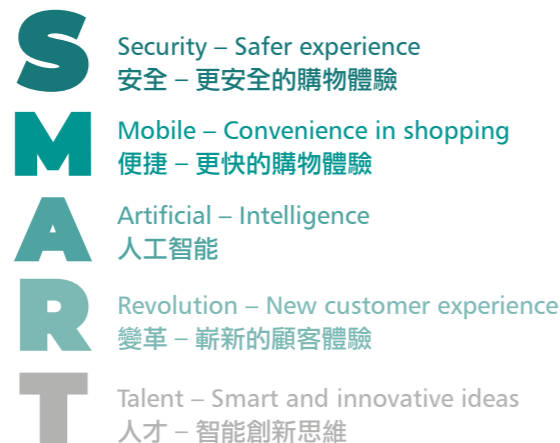 S
Security – Safer experience
安全 – 更安全的購物體驗
M
Mobile – Convenience in shopping
便捷 – 更快的購物體驗
A
Artificial – Intelligence
人工智能
R
Revolution – New customer experience
變革 – 嶄新的顧客體驗
T
Talent – Smart and innovative ideas
人才 – 智能創新思維